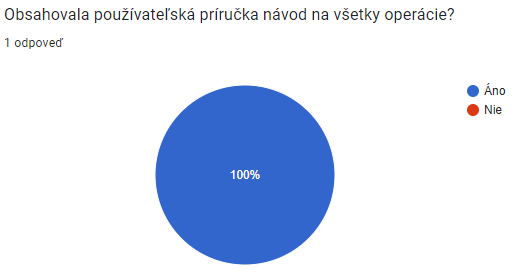 Obsahovala používateľská príručka návod na všetky operácie?
1 odpoveď
Áno
Nie
100%